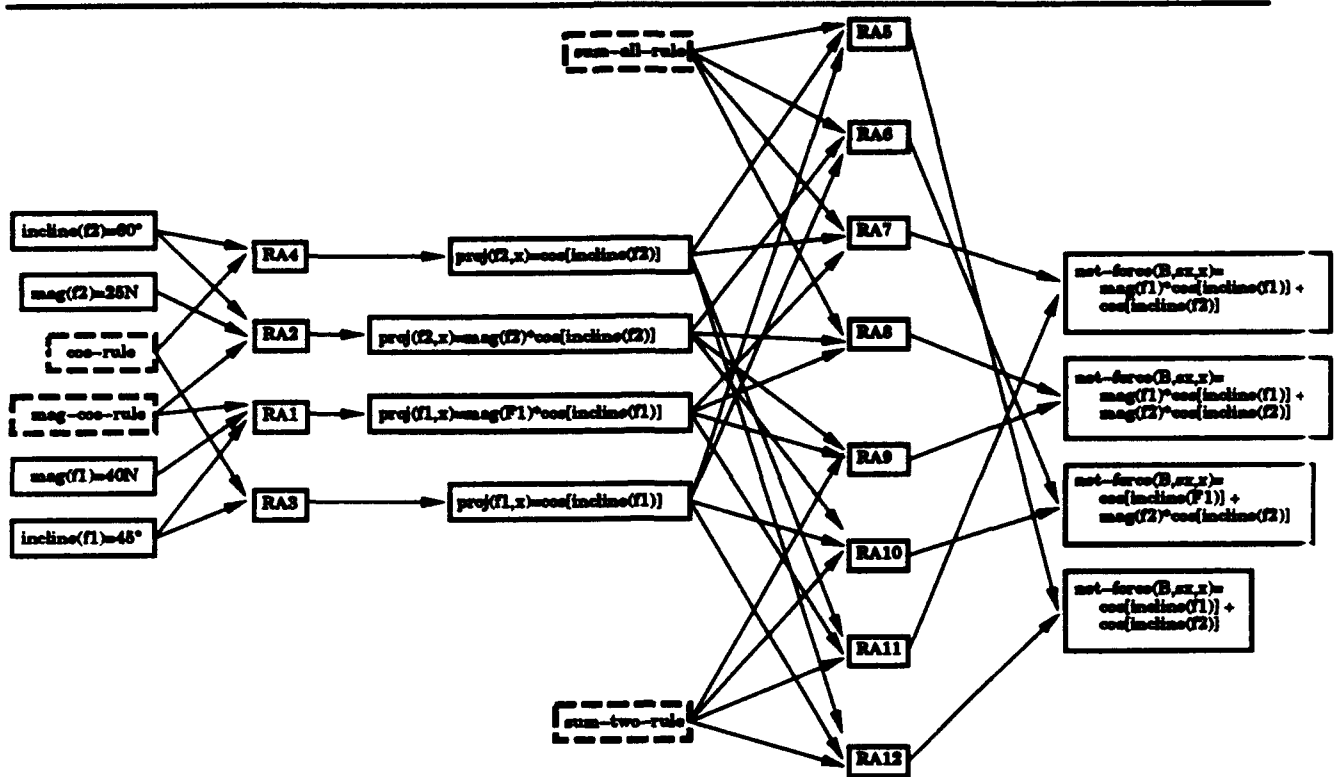 sum-all-rule
RA5
RA6
incline(f2)=60°
RA7
RA4
proj(f2,x)=cos[incline(f2)]
mag(f2)=25N
net-force(B,sx,x)=
mag(f1)*cos[incline(f1)] +
cos[incline(f2)]
RA2
proj(f2,x)=mag(f2)*cos[incline(f2)]
RA8
cos-rule
net-force(B,sx,x)=
mag(f1)*cos[incline(f1)] +
mag(f2)*cos[incline(f2)]
mag-cos-rule
RA1
proj(f1,x)=mag(F1)*cos[incline(f1)]
RA9
mag(f1)=40N
net-force(B,sx,x)=
cos[incline(F1)] +
mag(f2)*cos[incline(f2)]
RA3
proj(f1,x)=cos[incline(f1)]
incline(f1)=45°
RA10
net-force(B,sx,x)=
cos[incline(f1)] +
cos[incline(f2)]
RA11
sum-two-rule
RA12